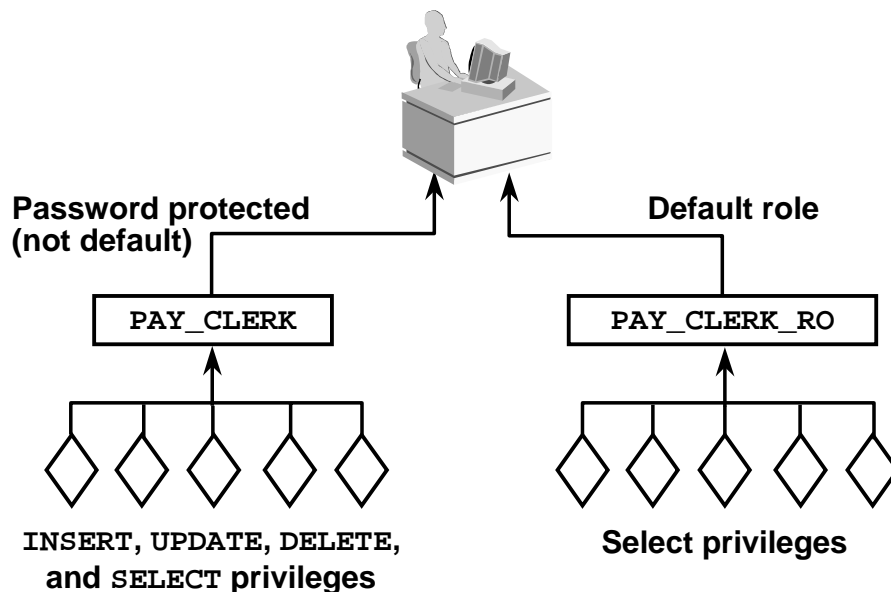 Password protected
(not default)
Default role
PAY_CLERK
PAY_CLERK_RO
INSERT, UPDATE, DELETE,
and SELECT privileges
Select privileges